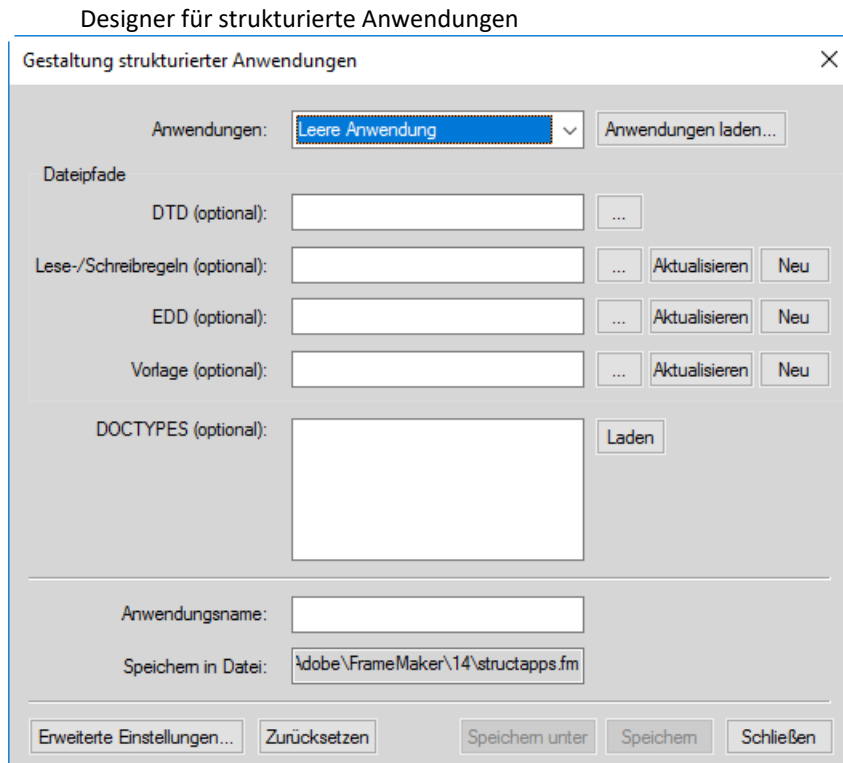 Designer für strukturierte Anwendungen
Gestaltung strukturierter Anwendungen
Anwendungen: Leere Anwendung Anwendungen laden...
Dateipfade
DTD (optional): ...
Lese-/Schreibregeln (optional): ... Aktualisieren Neu
EDD (optional): ... Aktualisieren Neu
Vorlage (optional): ... Aktualisieren Neu
DOCTYPES (optional): Laden
Anwendungsname:
Speichern in Datei: \dobe\FrameMaker\14\structapps.fm
Erweiterte Einstellungen... Zurücksetzen Speichern unter Speichern Schließen